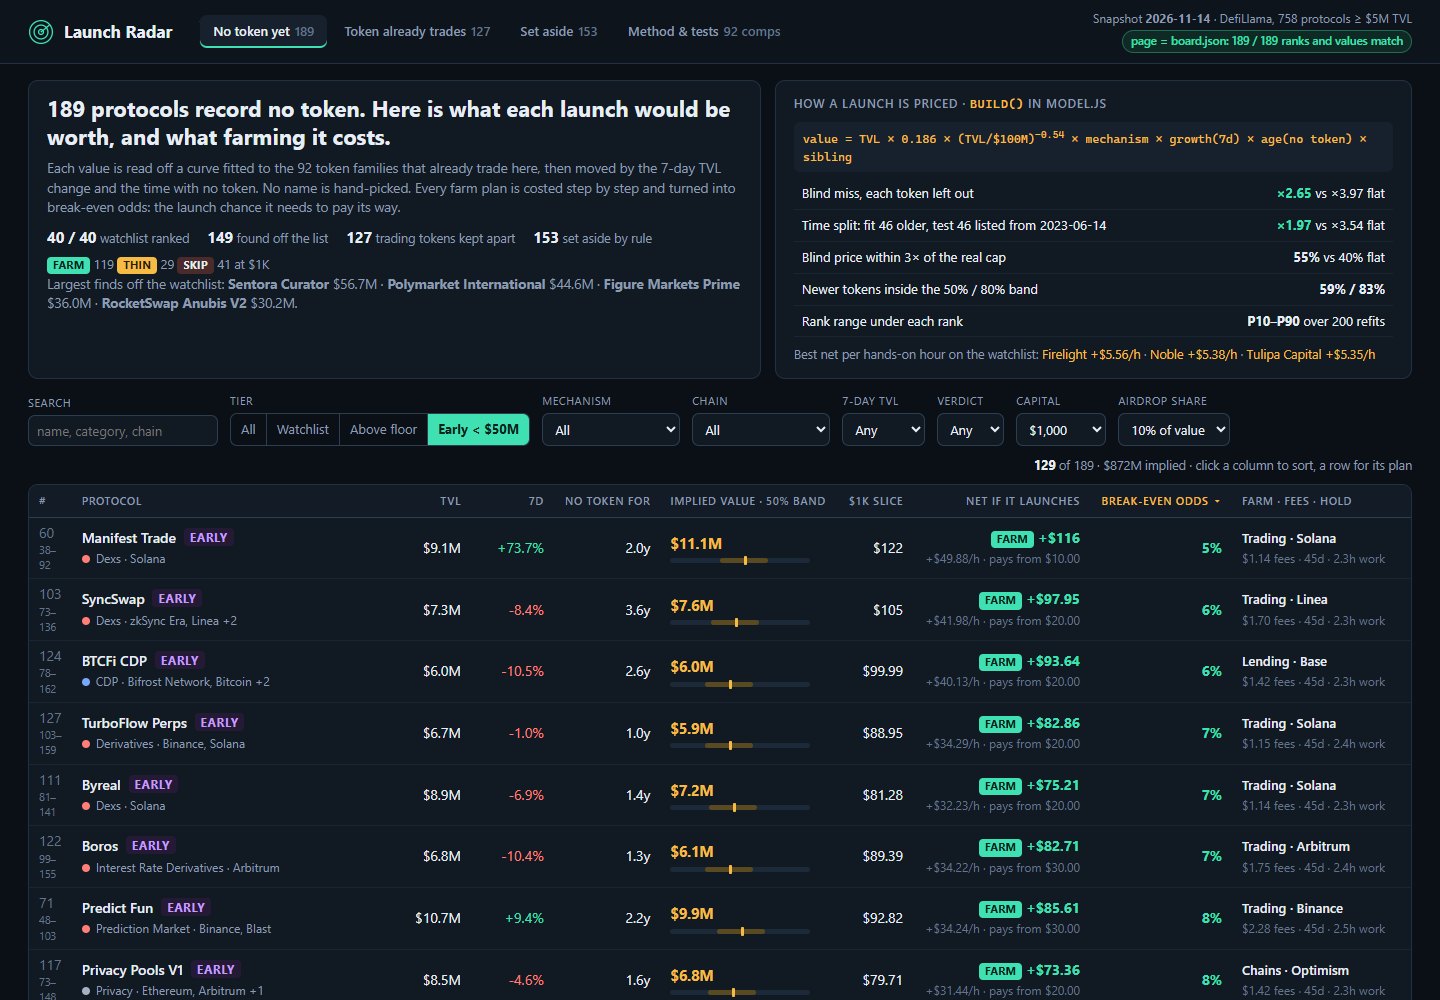 Launch Radar
No token yet 189
Token already trades 127
Set aside 153
Method & tests 92 comps
Snapshot 2026-11-14 · DefiLlama, 758 protocols ≥ $5M TVL
page = board.json: 189 / 189 ranks and values match
189 protocols record no token. Here is what each launch would be
worth, and what farming it costs.
Each value is read off a curve fitted to the 92 token families that already trade here, then moved by the 7-day TVL
change and the time with no token. No name is hand-picked. Every farm plan is costed step by step and turned into
break-even odds: the launch chance it needs to pay its way.
40 / 40 watchlist ranked 149 found off the list 127 trading tokens kept apart 153 set aside by rule
FARM 119 THIN 29 SKIP 41 at $1K
Largest finds off the watchlist: Sentora Curator $56.7M · Polymarket International $44.6M · Figure Markets Prime
$36.0M · RocketSwap Anubis V2 $30.2M.
HOW A LAUNCH IS PRICED · BUILD() IN MODEL.JS
value = TVL × 0.186 × (TVL/$100M)^−0.54 × mechanism × growth(7d) × age(no token) ×
sibling
Blind miss, each token left out ×2.65 vs ×3.97 flat
Time split: fit 46 older, test 46 listed from 2023-06-14 ×1.97 vs ×3.54 flat
Blind price within 3× of the real cap 55% vs 40% flat
Newer tokens inside the 50% / 80% band 59% / 83%
Rank range under each rank P10–P90 over 200 refits
Best net per hands-on hour on the watchlist: Firelight +$5.56/h · Noble +$5.38/h · Tulipa Capital +$5.35/h
SEARCH TIER MECHANISM CHAIN 7-DAY TVL VERDICT CAPITAL AIRDROP SHARE
name, category, chain All Watchlist Above floor Early < $50M All All Any Any $1,000 10% of value
129 of 189 · $872M implied · click a column to sort, a row for its plan
# PROTOCOL TVL 7D NO TOKEN FOR IMPLIED VALUE · 50% BAND $1K SLICE NET IF IT LAUNCHES BREAK-EVEN ODDS FARM · FEES · HOLD
60 Manifest Trade EARLY $9.1M +73.7% 2.0y $11.1M $122 FARM +$116 5% Trading · Solana
38–
92 Dexs · Solana +$49.88/h · pays from $10.00 $1.14 fees · 45d · 2.3h work
103 SyncSwap EARLY $7.3M -8.4% 3.6y $7.6M $105 FARM +$97.95 6% Trading · Linea
73–
136 Dexs · zkSync Era, Linea +2 +$41.98/h · pays from $20.00 $1.70 fees · 45d · 2.3h work
124 BTCFi CDP EARLY $6.0M -10.5% 2.6y $6.0M $99.99 FARM +$93.64 6% Lending · Base
78–
162 CDP · Bifrost Network, Bitcoin +2 +$40.13/h · pays from $20.00 $1.42 fees · 45d · 2.3h work
127 TurboFlow Perps EARLY $6.7M -1.0% 1.0y $5.9M $88.95 FARM +$82.86 7% Trading · Solana
103–
159 Derivatives · Binance, Solana +$34.29/h · pays from $20.00 $1.15 fees · 45d · 2.4h work
111 Byreal EARLY $8.9M -6.9% 1.4y $7.2M $81.28 FARM +$75.21 7% Trading · Solana
81–
141 Dexs · Solana +$32.23/h · pays from $20.00 $1.14 fees · 45d · 2.3h work
122 Boros EARLY $6.8M -10.4% 1.3y $6.1M $89.39 FARM +$82.71 7% Trading · Arbitrum
99–
155 Interest Rate Derivatives · Arbitrum +$34.22/h · pays from $30.00 $1.75 fees · 45d · 2.4h work
71 Predict Fun EARLY $10.7M +9.4% 2.2y $9.9M $92.82 FARM +$85.61 8% Trading · Binance
48–
103 Prediction Market · Binance, Blast +$34.24/h · pays from $30.00 $2.28 fees · 45d · 2.5h work
117 Privacy Pools V1 EARLY $8.5M -4.6% 1.6y $6.8M $79.71 FARM +$73.36 8% Chains · Optimism
73–
148 Privacy · Ethereum, Arbitrum +1 +$31.44/h · pays from $30.00 $1.42 fees · 45d · 2.3h work